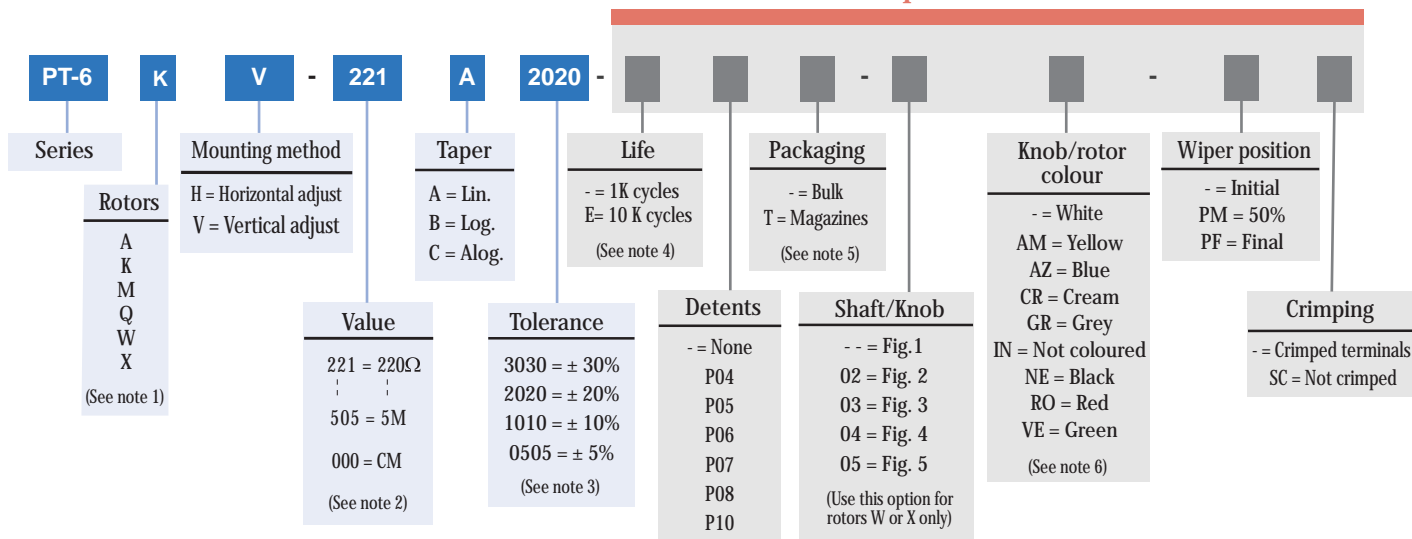 PT-6 K V - 221 A 2020 - - -
Series
Rotors
A
K
M
Q
W
X
(See note 1)
Mounting method
H = Horizontal adjust
V = Vertical adjust
Value
221 = 220Ω
505 = 5M
000 = CM
(See note 2)
Taper
A = Lin.
B = Log.
C = Alog.
Tolerance
3030 = ± 30%
2020 = ± 20%
1010 = ± 10%
0505 = ± 5%
(See note 3)
Life
- = 1K cycles
E= 10 K cycles
(See note 4)
Detents
- = None
P04
P05
P06
P07
P08
P10
Packaging
- = Bulk
T = Magazines
(See note 5)
Shaft/Knob
- - = Fig.1
02 = Fig. 2
03 = Fig. 3
04 = Fig. 4
05 = Fig. 5
(Use this option for
rotors W or X only)
Knob/rotor
colour
- = White
AM = Yellow
AZ = Blue
CR = Cream
GR = Grey
IN = Not coloured
NE = Black
RO = Red
VE = Green
(See note 6)
Wiper position
- = Initial
PM = 50%
PF = Final
Crimping
- = Crimped terminals
SC = Not crimped